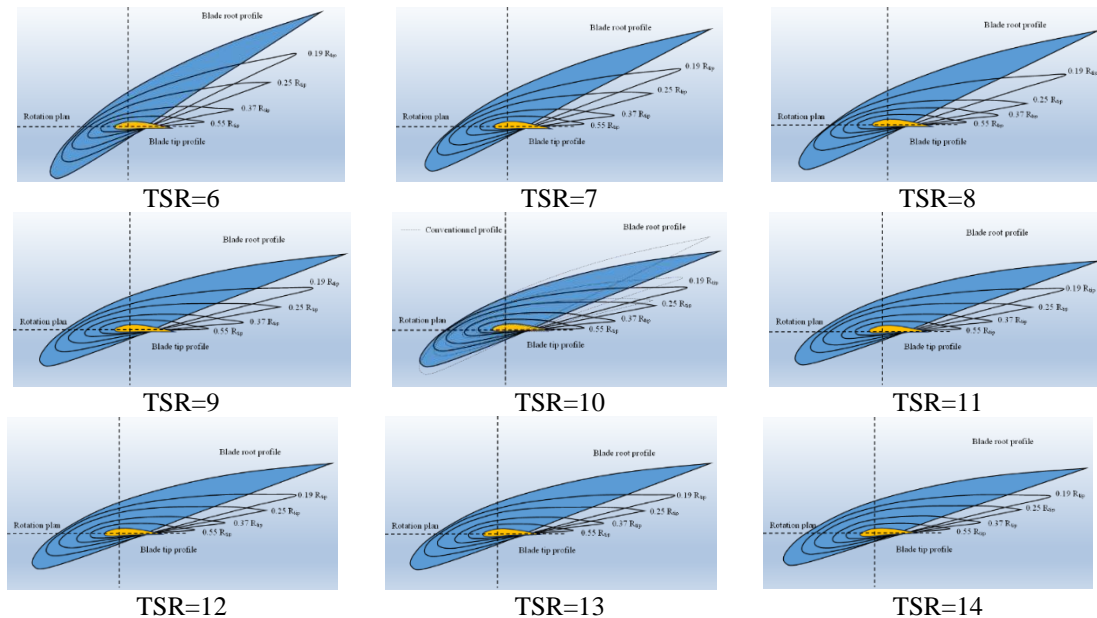 Blade root profile
0.19 Rtip
0.25 Rtip
0.37 Rtip
Rotation plan
0.55 Rtip
Blade tip profile
TSR=6
Blade root profile
0.19 Rtip
0.25 Rtip
0.37 Rtip
Rotation plan
0.55 Rtip
Blade tip profile
TSR=7
Blade root profile
0.19 Rtip
0.25 Rtip
0.37 Rtip
Rotation plan
0.55 Rtip
Blade tip profile
TSR=8
Blade root profile
0.19 Rtip
0.25 Rtip
Rotation plan
0.37 Rtip
0.55 Rtip
Blade tip profile
TSR=9
Conventionnel profile
Blade root profile
0.19 Rtip
0.25 Rtip
Rotation plan
0.37 Rtip
0.55 Rtip
Blade tip profile
TSR=10
Blade root profile
0.19 Rtip
0.25 Rtip
Rotation plan
0.37 Rtip
0.55 Rtip
Blade tip profile
TSR=11
Blade root profile
0.19 Rtip
0.25 Rtip
Rotation plan
0.37 Rtip
0.55 Rtip
Blade tip profile
TSR=12
Blade root profile
0.19 Rtip
0.25 Rtip
Rotation plan
0.37 Rtip
0.55 Rtip
Blade tip profile
TSR=13
Blade root profile
0.19 Rtip
0.25 Rtip
Rotation plan
0.37 Rtip
0.55 Rtip
Blade tip profile
TSR=14